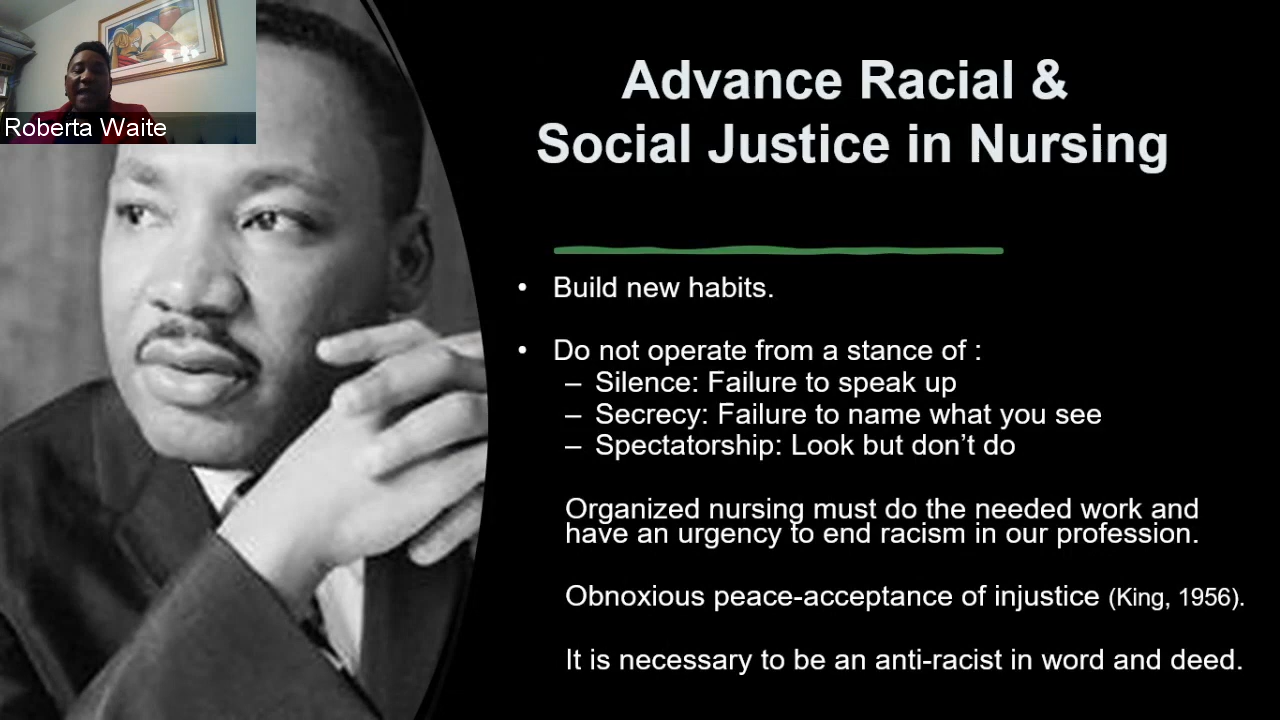 Roberta Waite
Advance Racial &
Social Justice in Nursing
• Build new habits.
• Do not operate from a stance of :
– Silence: Failure to speak up
– Secrecy: Failure to name what you see
– Spectatorship: Look but don’t do
Organized nursing must do the needed work and
have an urgency to end racism in our profession.
Obnoxious peace-acceptance of injustice (King, 1956).
It is necessary to be an anti-racist in word and deed.